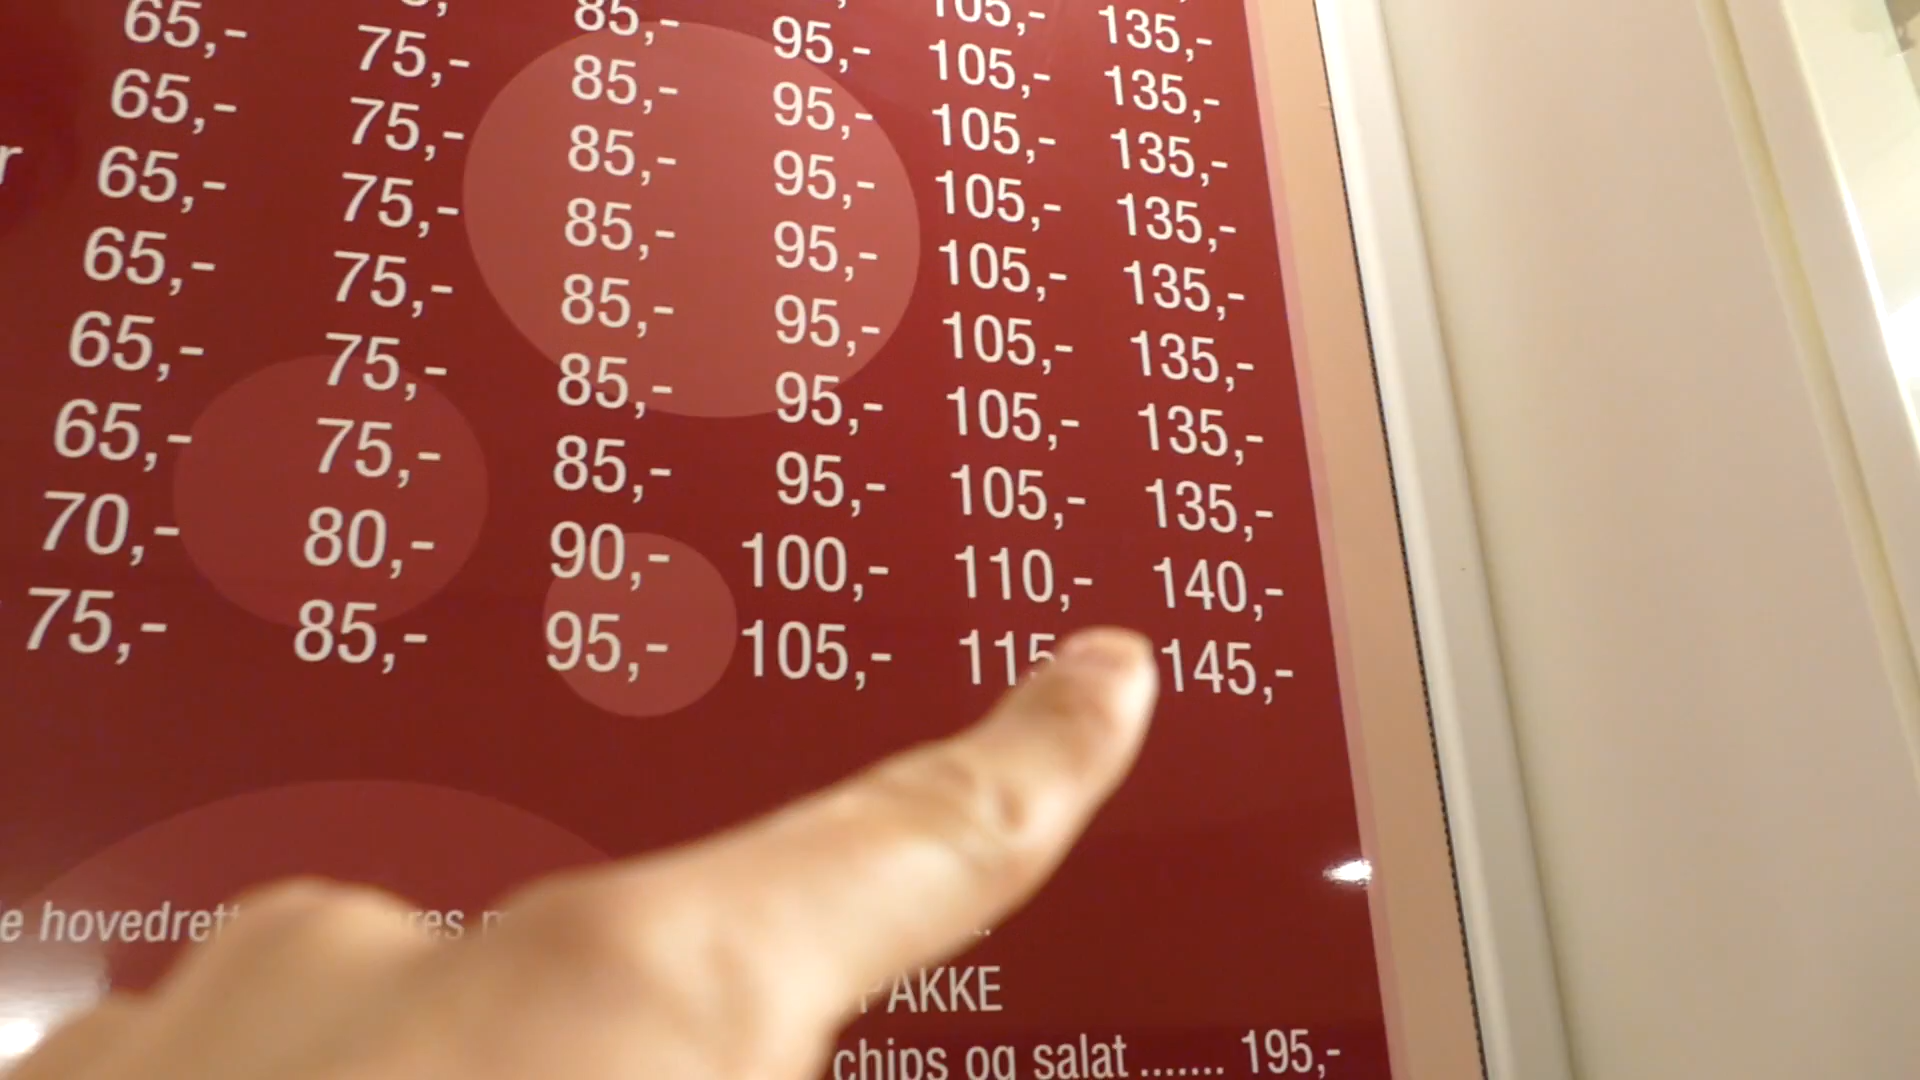 65,- 75,- 85,- 95,- 105,- 135,-
65,- 75,- 85,- 95,- 105,- 135,-
65,- 75,- 85,- 95,- 105,- 135,-
65,- 75,- 85,- 95,- 105,- 135,-
65,- 75,- 85,- 95,- 105,- 135,-
65,- 75,- 85,- 95,- 105,- 135,-
70,- 80,- 90,- 100,- 110,- 140,-
75,- 85,- 95,- 105,- 115 145,-
PAKKE
chips og salat ....... 195,-